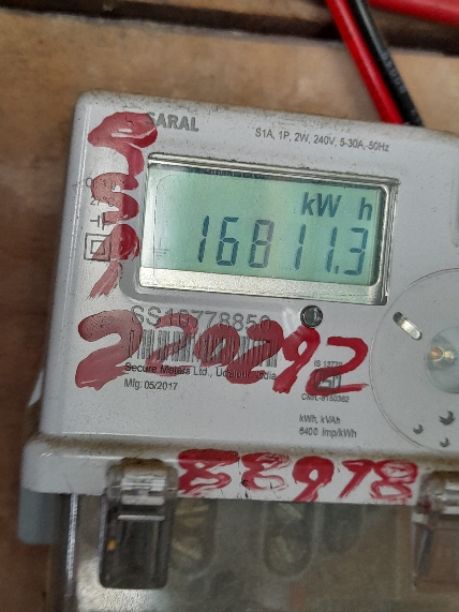 SARAL
S1A, 1P, 2W, 240V, 5-30A, 50Hz
kW h
16811.3
220092
Secure Meters Ltd., Udaipur, India
Mfg. 05/2017
kWh, kVAh
6400 Imp/kWh
88978